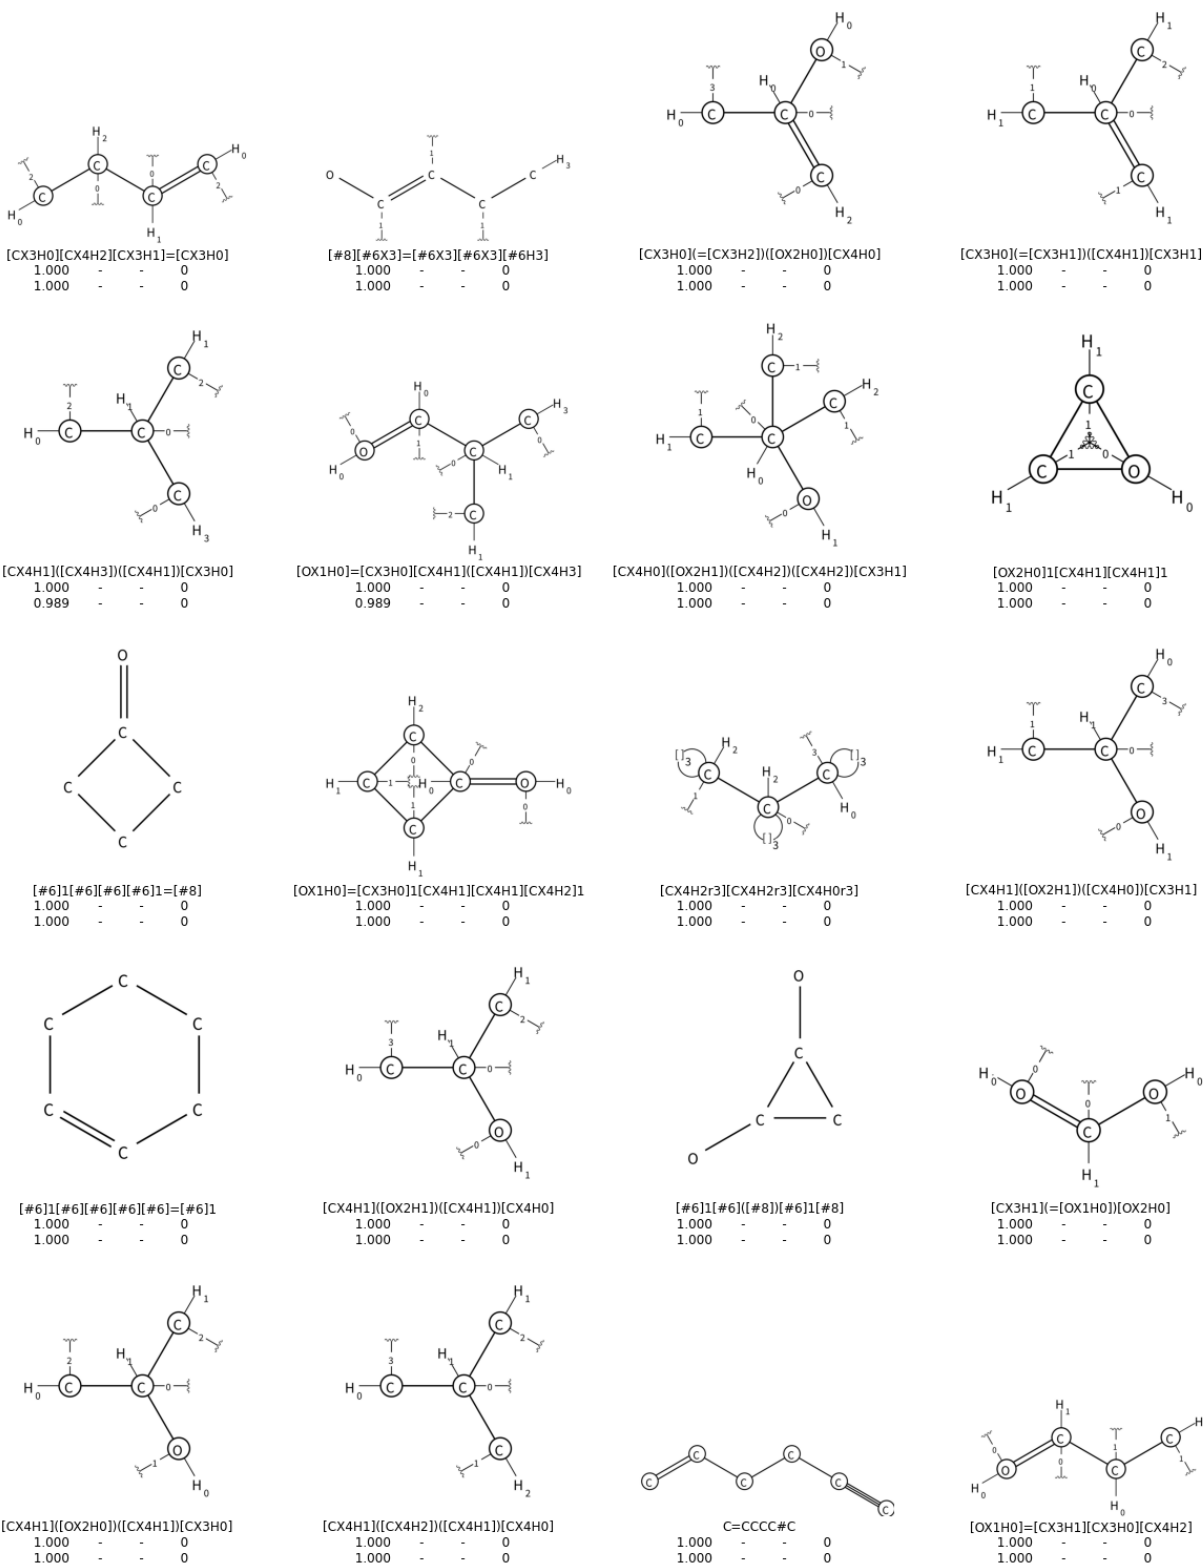 [CX3H0][CX4H2][CX3H1]=[CX3H0]
1.000 - - 0
1.000 - - 0
[#8][#6X3]=[#6X3][#6X3][#6H3]
1.000 - - 0
1.000 - - 0
[CX3H0](=[CX3H2])([OX2H0])[CX4H0]
1.000 - - 0
1.000 - - 0
[CX3H0](=[CX3H1])([CX4H1])[CX3H1]
1.000 - - 0
1.000 - - 0
[CX4H1]([CX4H3])([CX4H1])[CX3H0]
1.000 - - 0
0.989 - - 0
[OX1H0]=[CX3H0][CX4H1]([CX4H1])[CX4H3]
1.000 - - 0
0.989 - - 0
[CX4H0]([OX2H1])([CX4H2])([CX4H2])[CX3H1]
1.000 - - 0
1.000 - - 0
[OX2H0]1[CX4H1][CX4H1]1
1.000 - - 0
1.000 - - 0
[#6]1[#6][#6][#6]1=[#8]
1.000 - - 0
1.000 - - 0
[OX1H0]=[CX3H0]1[CX4H1][CX4H1][CX4H2]1
1.000 - - 0
1.000 - - 0
[CX4H2r3][CX4H2r3][CX4H0r3]
1.000 - - 0
1.000 - - 0
[CX4H1]([OX2H1])([CX4H0])[CX3H1]
1.000 - - 0
1.000 - - 0
[#6]1[#6][#6][#6][#6]=[#6]1
1.000 - - 0
1.000 - - 0
[CX4H1]([OX2H1])([CX4H1])[CX4H0]
1.000 - - 0
1.000 - - 0
[#6]1[#6]([#8])[#6]1[#8]
1.000 - - 0
1.000 - - 0
[CX3H1](=[OX1H0])[OX2H0]
1.000 - - 0
1.000 - - 0
[CX4H1]([OX2H0])([CX4H1])[CX3H0]
1.000 - - 0
1.000 - - 0
[CX4H1]([CX4H2])([CX4H1])[CX4H0]
1.000 - - 0
1.000 - - 0
C=CCCC#C
1.000 - - 0
1.000 - - 0
[OX1H0]=[CX3H1][CX3H0][CX4H2]
1.000 - - 0
1.000 - - 0